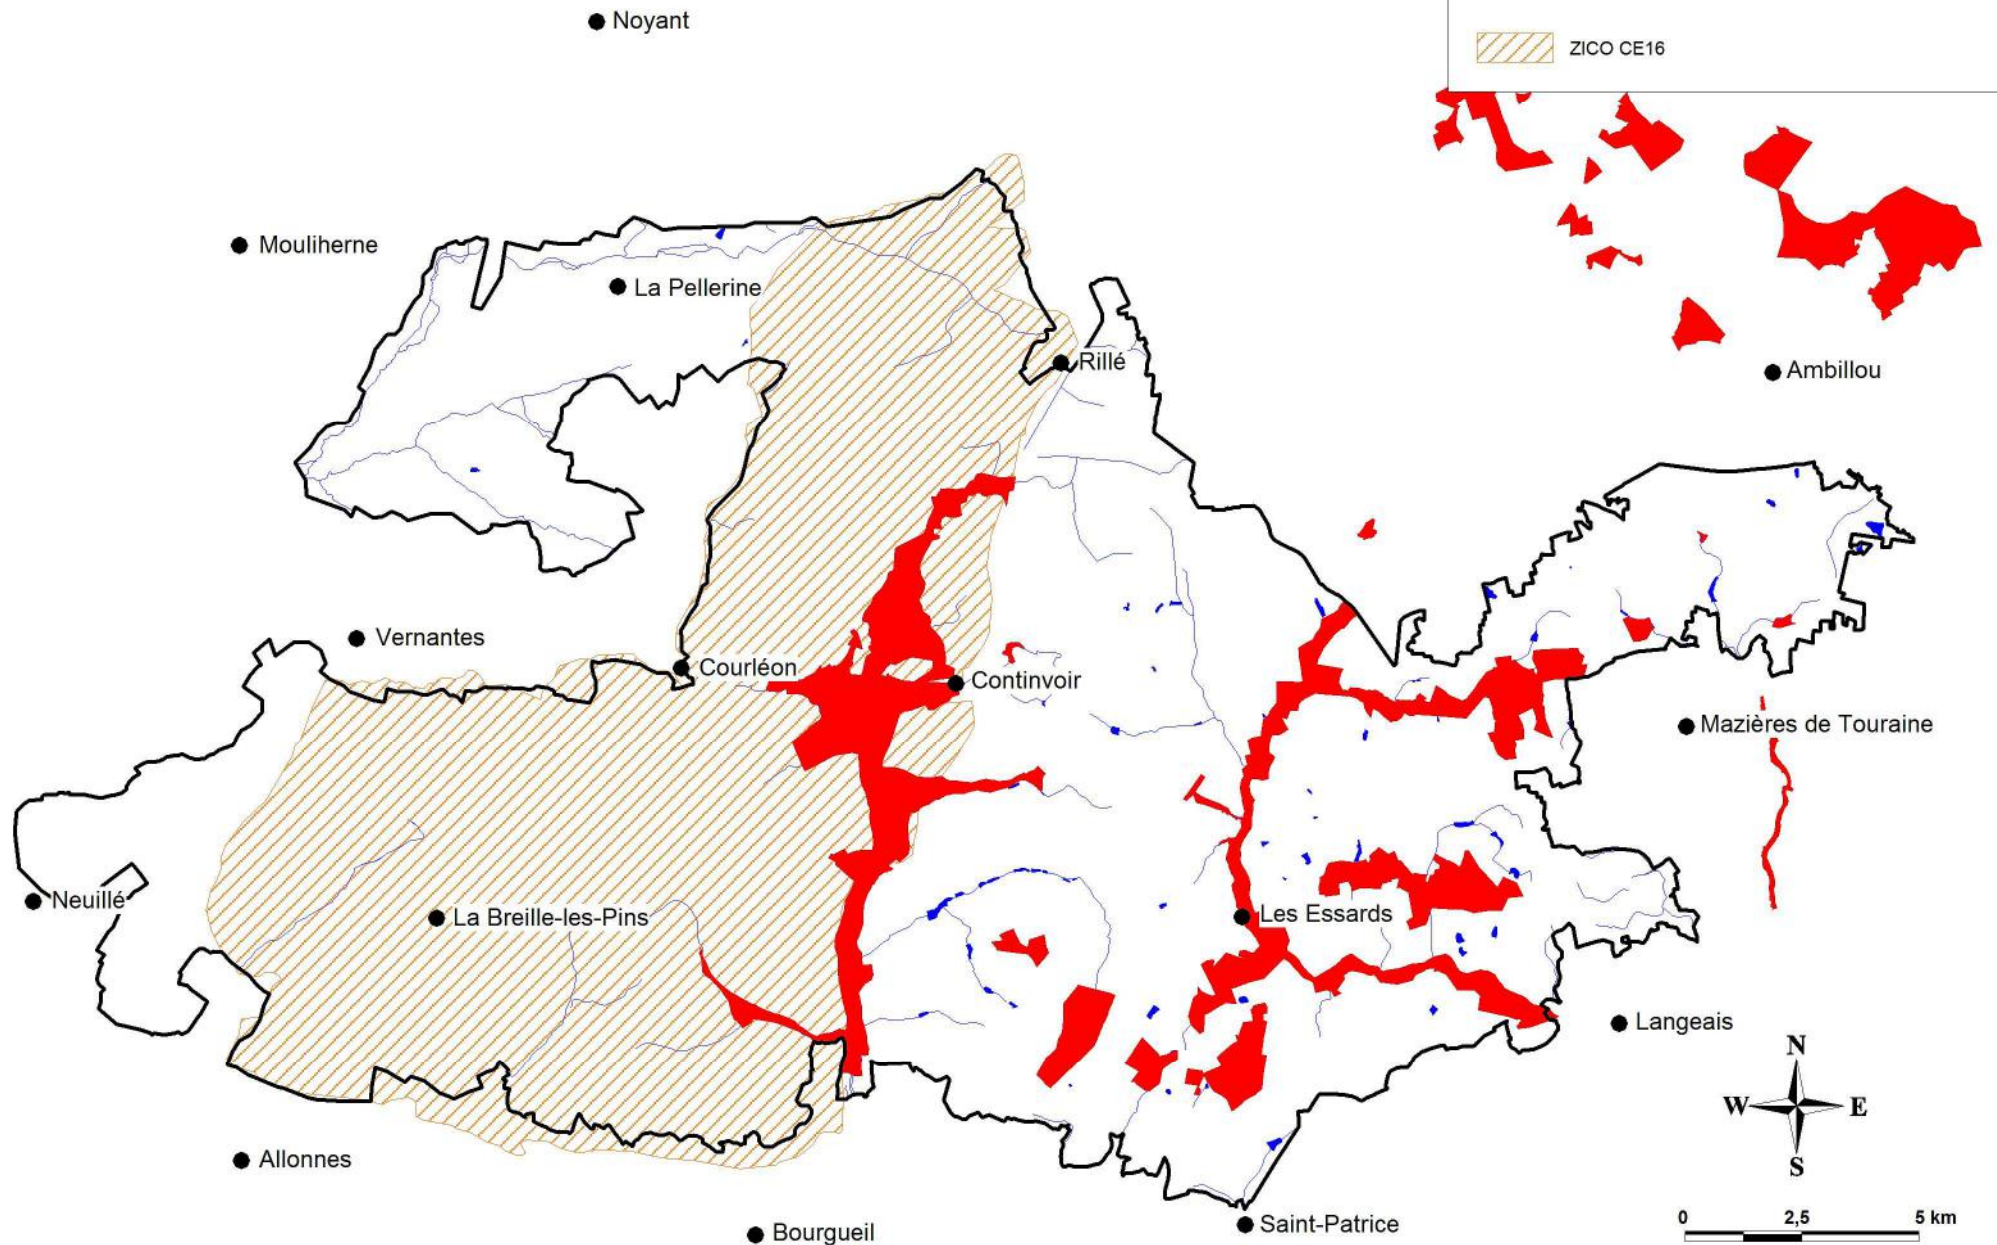 Noyant
ZICO CE16
Mouliherne
La Pellerine
Rillé
Ambillou
Vernantes
Courléon
Continvoir
Mazières de Touraine
Neuillé
La Breille-les-Pins
Les Essards
Langeais
N
W E
S
Allonnes
Bourgueil
Saint-Patrice
0 2,5 5 km